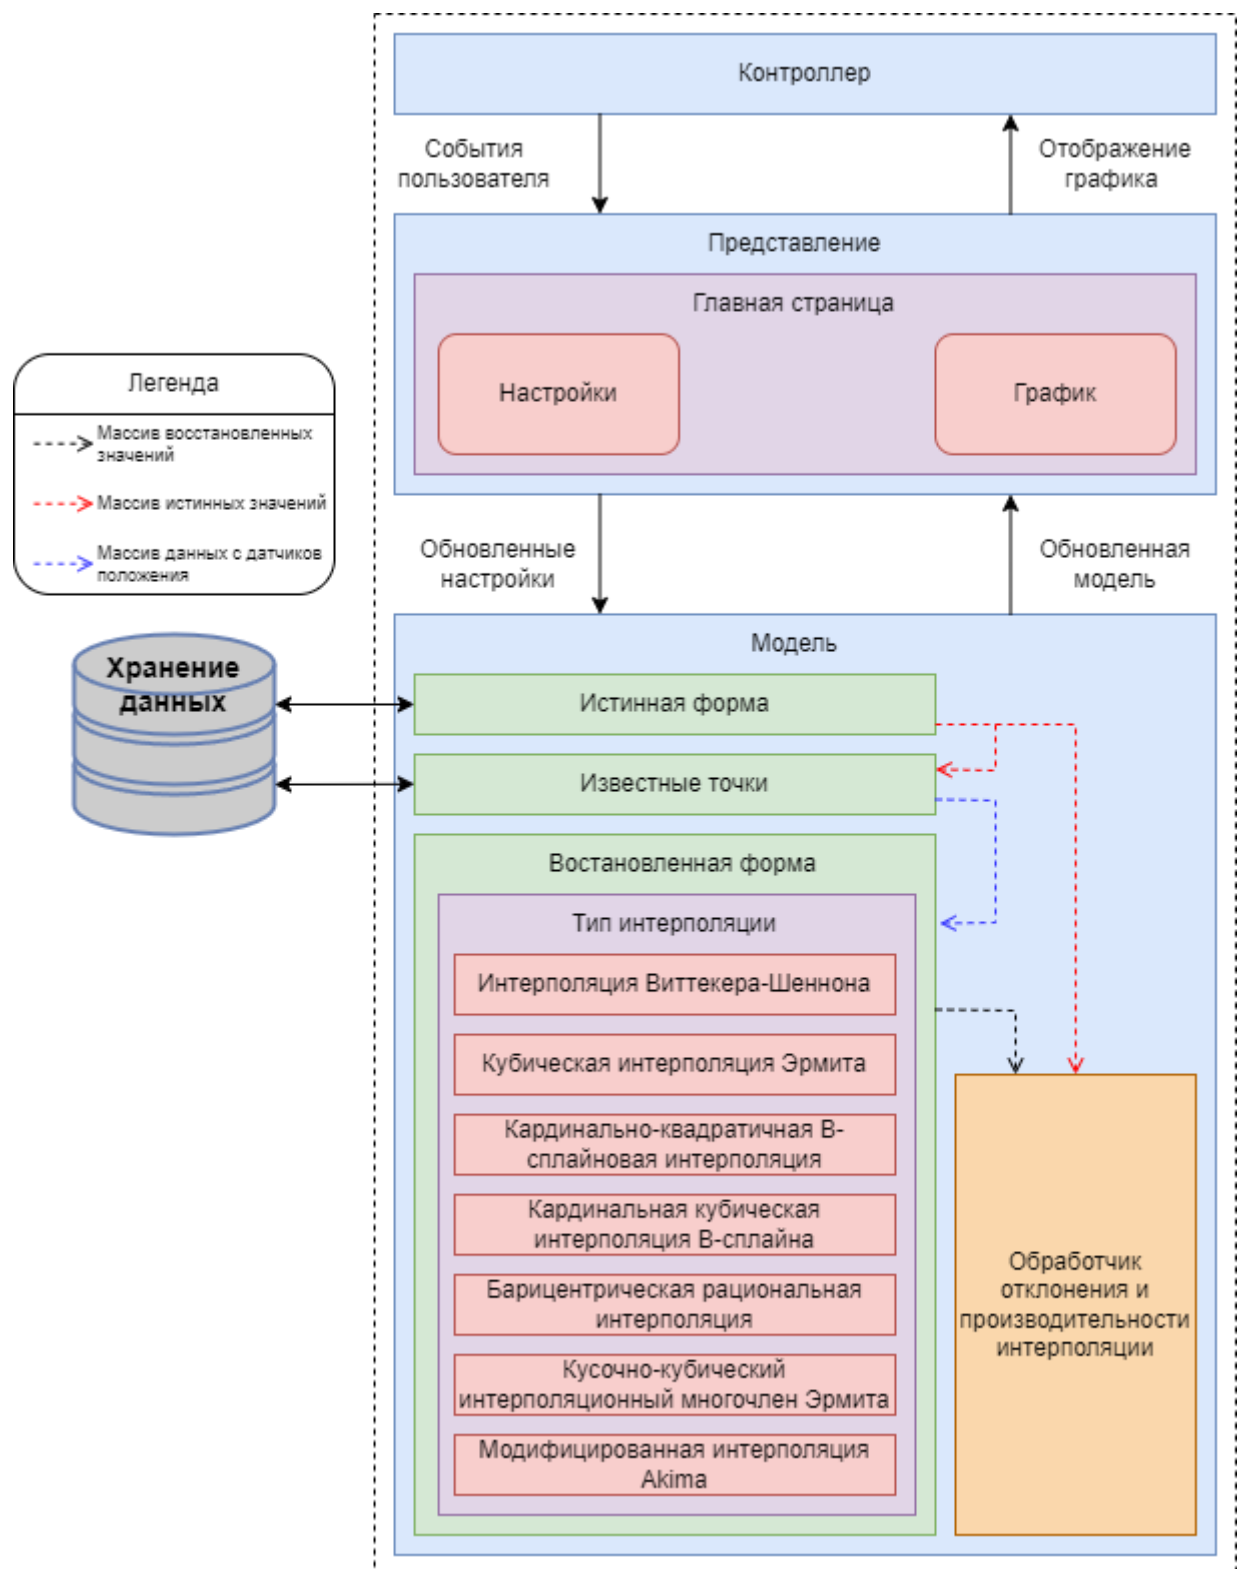 Контроллер
События
пользователя
Отображение
графика
Представление
Главная страница
Настройки
График
Легенда
Массив восстановленных
значений
Массив истинных значений
Массив данных с датчиков
положения
Обновленные
настройки
Обновленная
модель
Модель
Хранение
данных
Истинная форма
Известные точки
Востановленная форма
Тип интерполяции
Интерполяция Виттекера-Шеннона
Кубическая интерполяция Эрмита
Кардинально-квадратичная B-
сплайновая интерполяция
Кардинальная кубическая
интерполяция B-сплайна
Барицентрическая рациональная
интерполяция
Кусочно-кубический
интерполяционный многочлен Эрмита
Модифицированная интерполяция
Akima
Обработчик
отклонения и
производительности
интерполяции